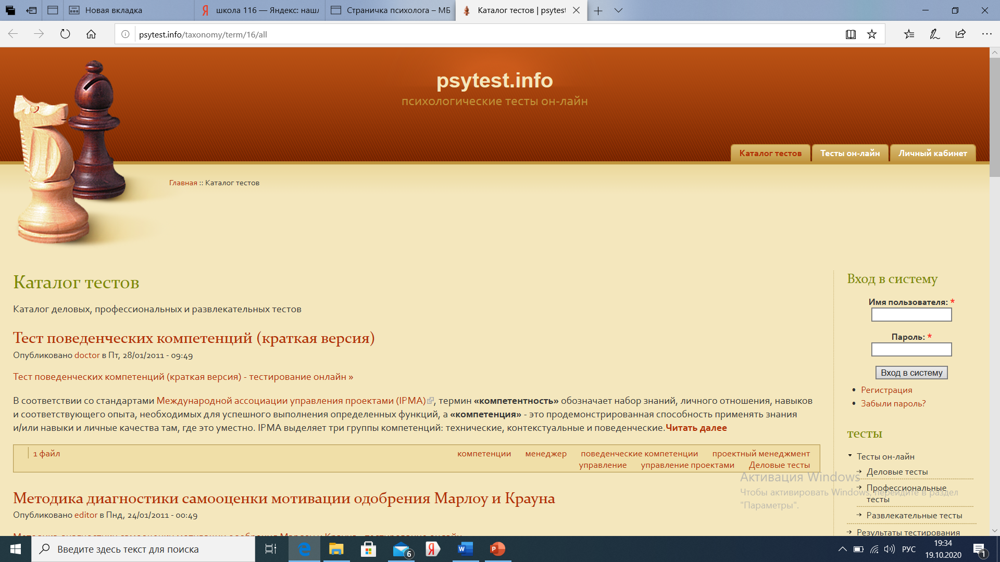 Новая вкладка
школа 116 — Яндекс: нашл
Страничка психолога – МБ
Каталог тестов | psytest
psytest.info/taxonomy/term/16/all
psytest.info
психологические тесты он-лайн
Каталог тестов
Тесты он-лайн
Личный кабинет
Главная :: Каталог тестов
Каталог тестов
Каталог деловых, профессиональных и развлекательных тестов
Тест поведенческих компетенций (краткая версия)
Опубликовано doctor в Пт, 28/01/2011 - 09:49
Тест поведенческих компетенций (краткая версия) - тестирование онлайн »
В соответствии со стандартами Международной ассоциации управления проектами (IPMA), термин «компетентность» обозначает набор знаний, личного отношения, навыков
и соответствующего опыта, необходимых для успешного выполнения определенных функций, а «компетенция» - это продемонстрированная способность применять знания
и/или навыки и личные качества там, где это уместно. IPMA выделяет три группы компетенций: технические, контекстуальные и поведенческие.Читать далее
1 файл
компетенции менеджер поведенческие компетенции проектный менеджмент
управление управление проектами Деловые тесты
Методика диагностики самооценки мотивации одобрения Марлоу и Крауна
Опубликовано editor в Пнд, 24/01/2011 - 00:49
Методика диагностики самооценки мотивации одобрения Марлоу и Крауна - тестирование онлайн
Вход в систему
Имя пользователя: *
Пароль: *
Вход в систему
Регистрация
Забыли пароль?
тесты
Тесты он-лайн
Деловые тесты
Профессиональные
тесты
Развлекательные тесты
Результаты тестирования
Активация Windows
Чтобы активировать Windows, перейдите в раздел
"Параметры".
Введите здесь текст для поиска
6
РУС
19:34
19.10.2020
1